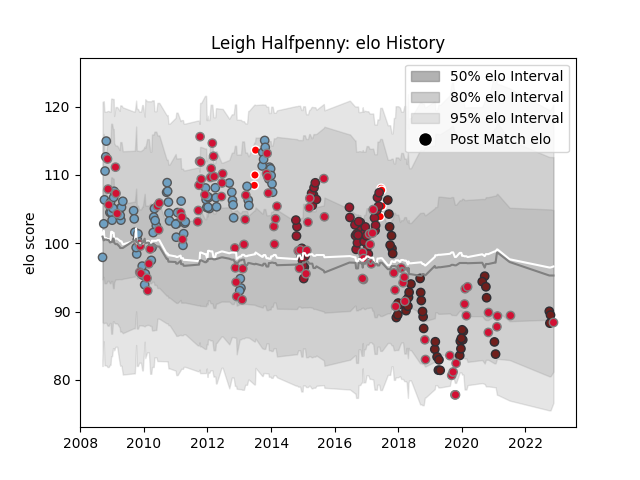 Leigh Halfpenny: elo History
50% elo Interval
80% elo Interval
95% elo Interval
Post Match elo
elo score
120
110
100
90
80
2008
2010
2012
2014
2016
2018
2020
2022